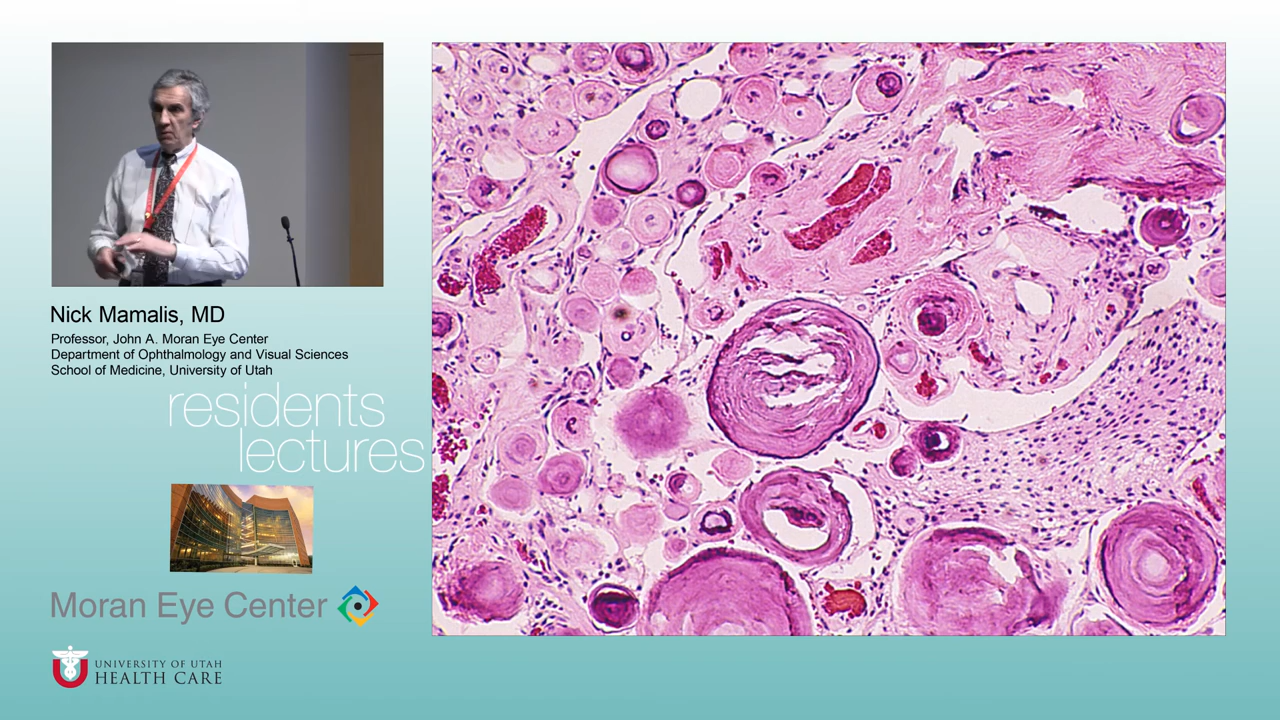 Nick Mamalis, MD
Professor, John A. Moran Eye Center
Department of Ophthalmology and Visual Sciences
School of Medicine, University of Utah
residents
lectures
Moran Eye Center
UNIVERSITY OF UTAH
HEALTH CARE